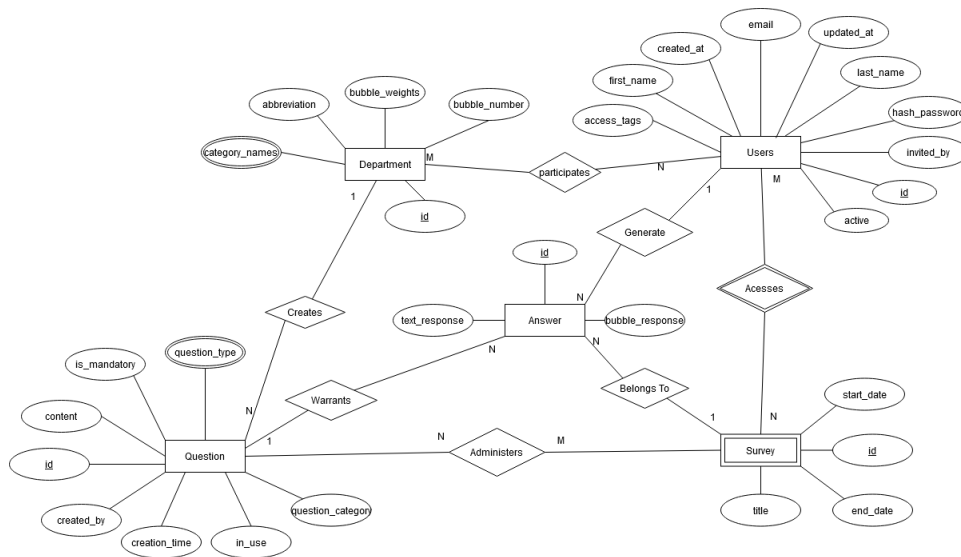 email
created_at
updated_at
first_name
last_name
bubble_weights
abbreviation
bubble_number
hash_password
access_tags
category_names
Users
invited_by
Department
M
participates
N
id
id
1
1
M
active
Generate
id
Acesses
N
Creates
text_response
Answer
bubble_response
question_type
N
N
is_mandatory
Belongs To
start_date
Warrants
content
N
1
N
1
N
M
Question
Administers
Survey
id
id
question_category
title
end_date
created_by
creation_time
in_use